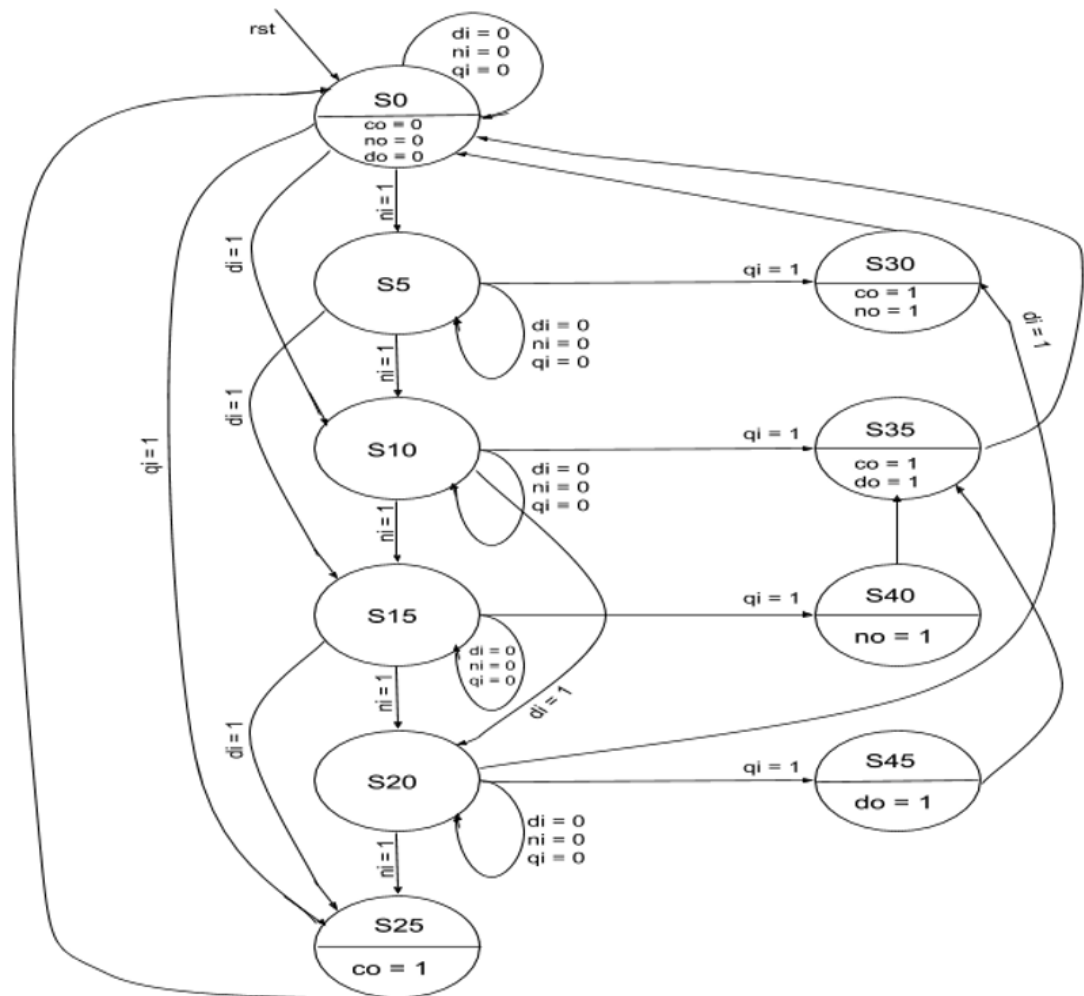 rst
di = 0
ni = 0
qi = 0
S0
co = 0
no = 0
do = 0
ni = 1
di = 1
S5
qi = 1
S30
co = 1
no = 1
di = 0
ni = 0
qi = 0
di = 1
ni = 1
di = 1
qi = 1
S10
qi = 1
S35
co = 1
do = 1
di = 0
ni = 0
qi = 0
ni = 1
S15
qi = 1
S40
no = 1
di = 0
ni = 0
qi = 0
ni = 1
di = 1
di = 1
S20
qi = 1
S45
do = 1
di = 0
ni = 0
qi = 0
ni = 1
S25
co = 1